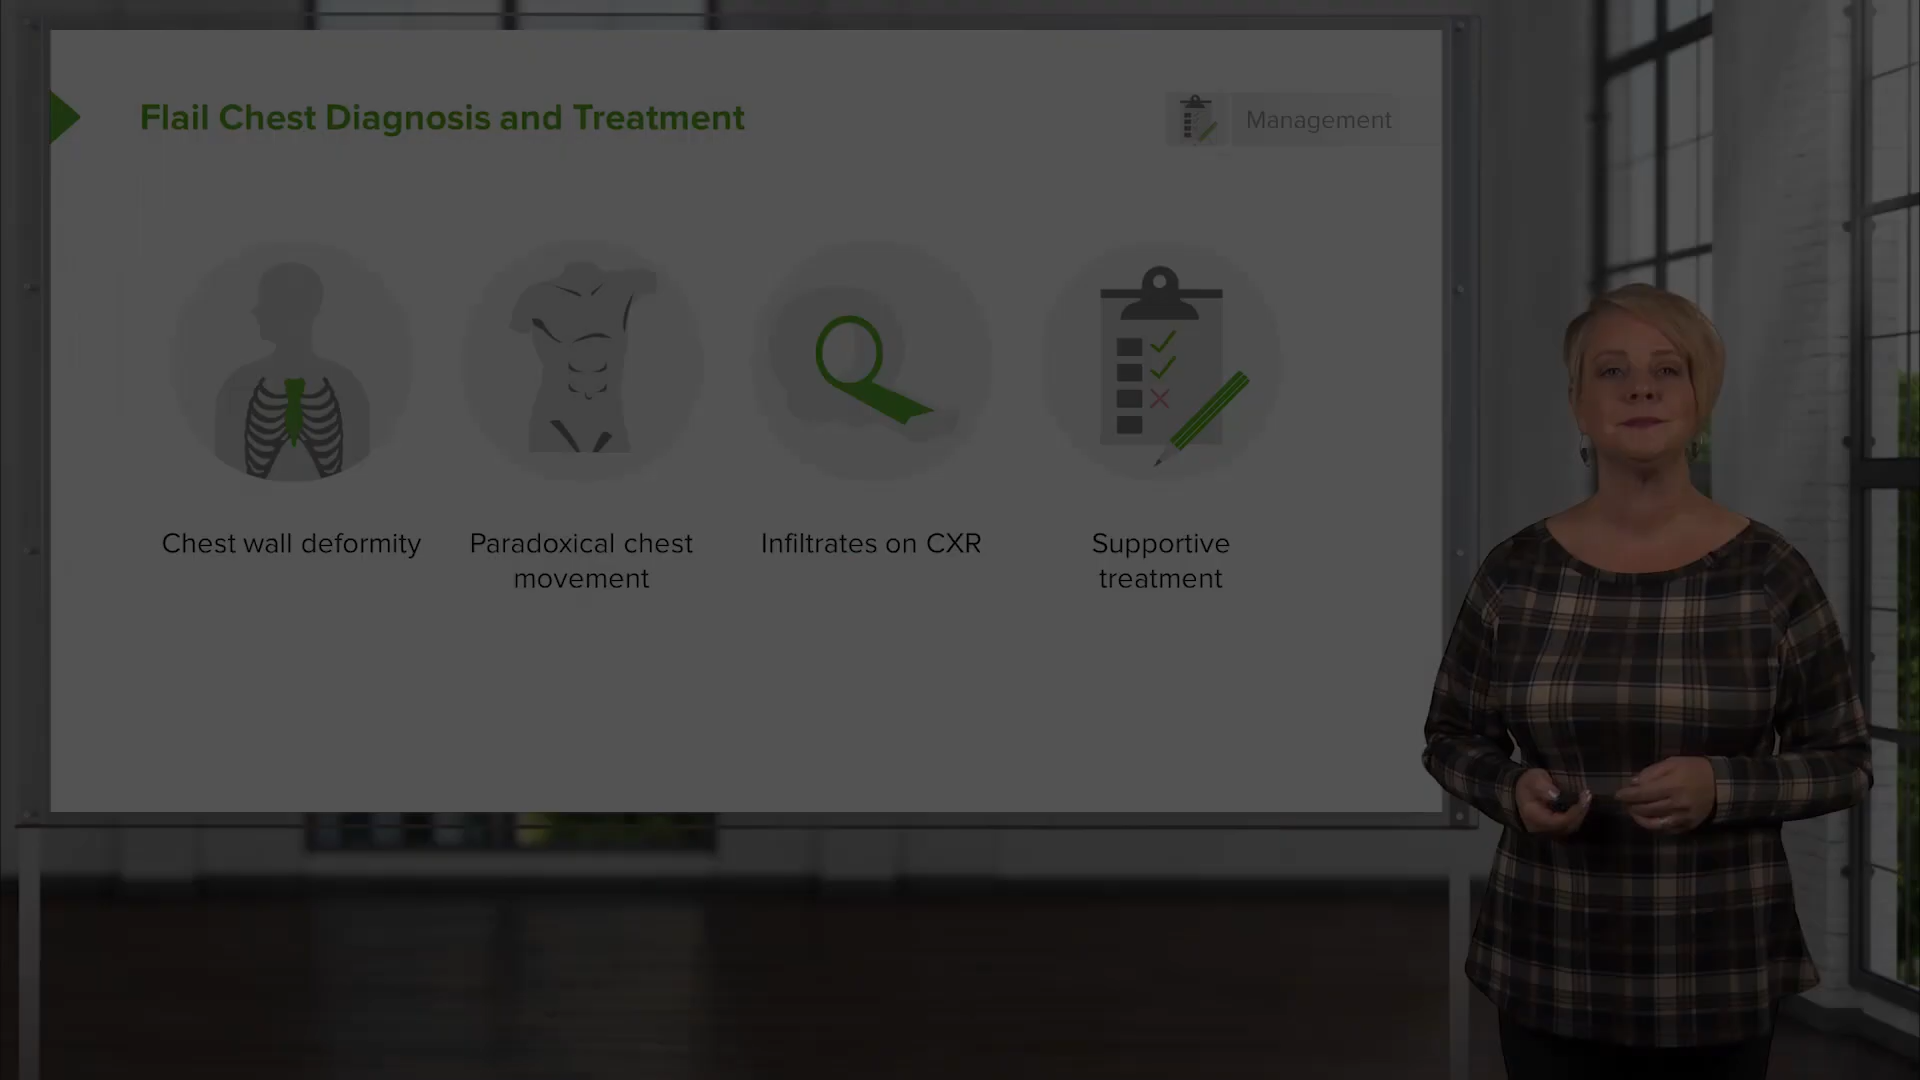 Flail Chest Diagnosis and Treatment
Management
Chest wall deformity
Paradoxical chest
movement
Infiltrates on CXR
Supportive
treatment